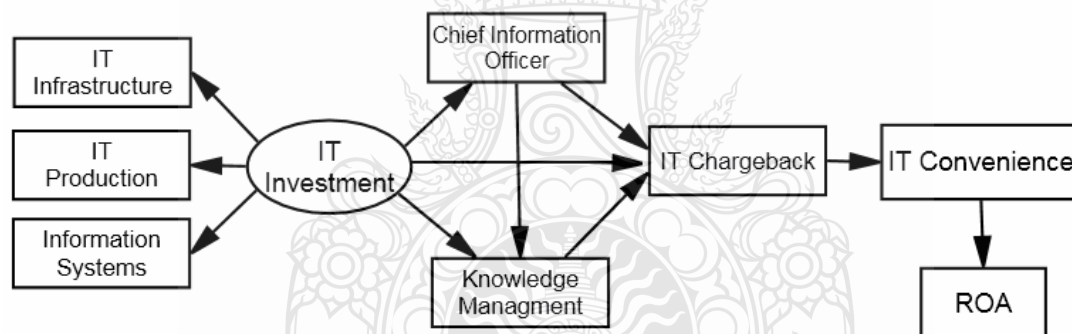 IT
Infrastructure
IT
Production
Information
Systems
IT
Investment
Chief Information
Officer
Knowledge
Managment
IT Chargeback
IT Convenience
ROA